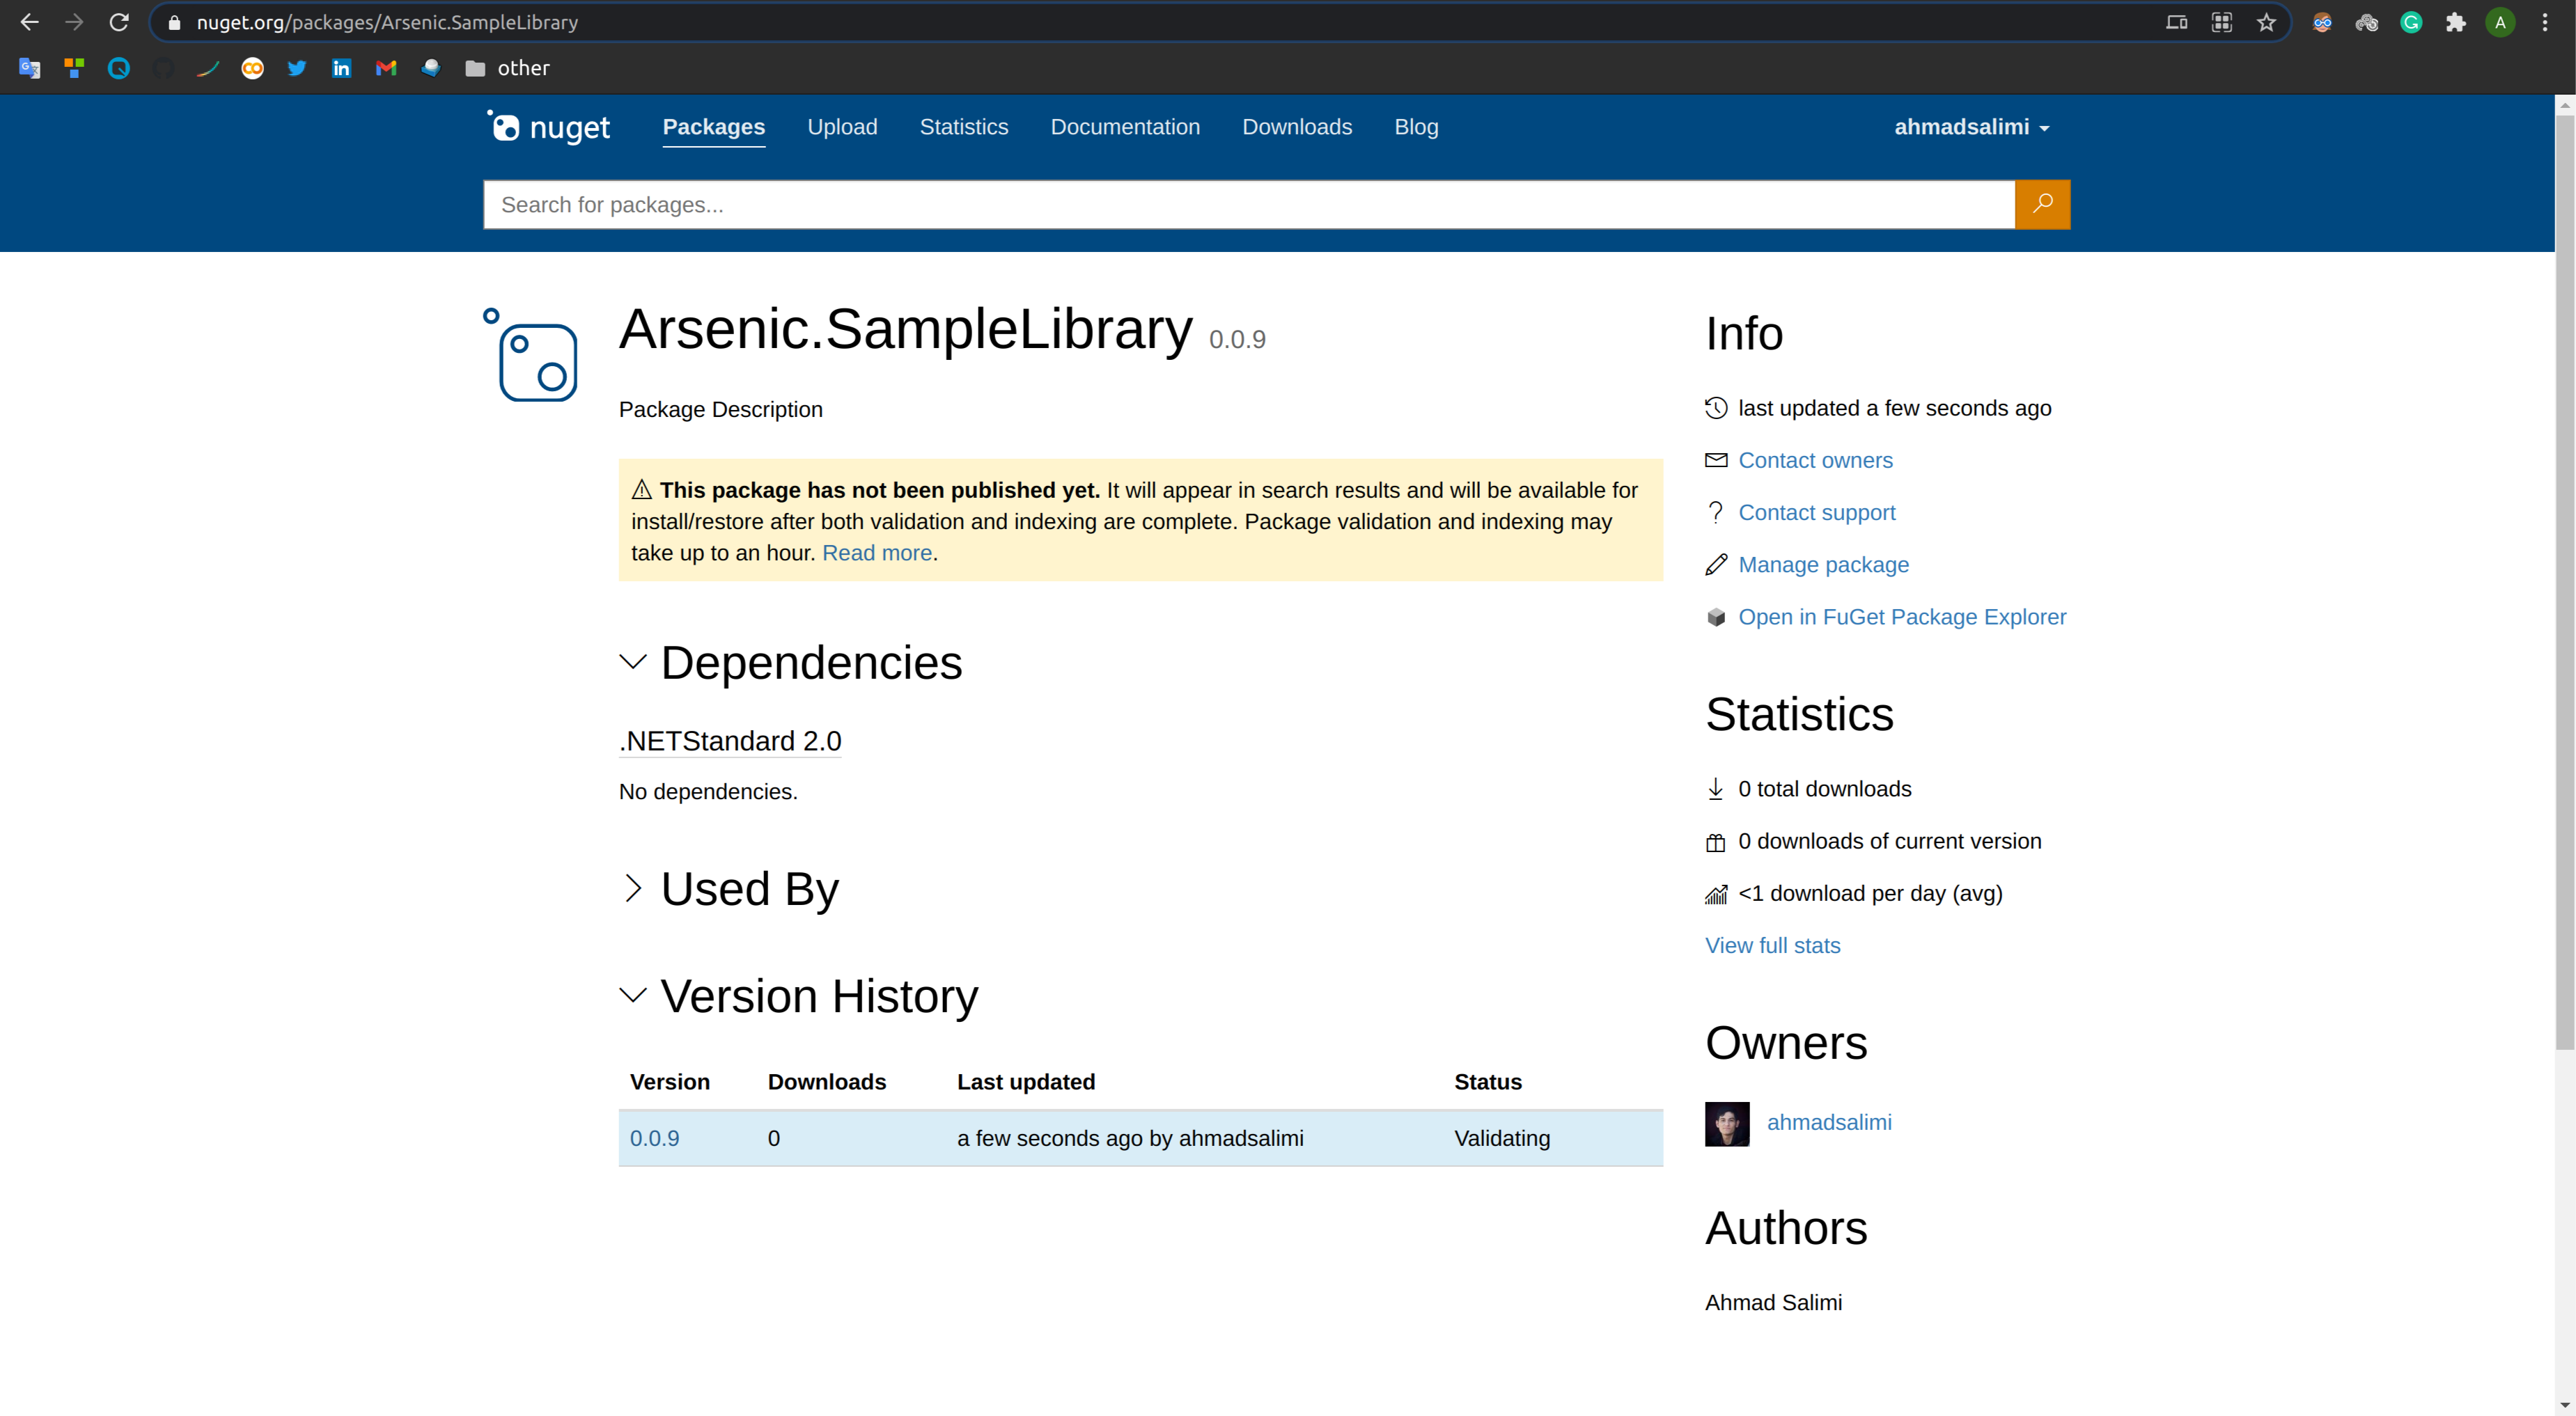 nuget.org/packages/Arsenic.SampleLibrary
A
other
nuget
Packages Upload Statistics Documentation Downloads Blog ahmadsalimi
Search for packages...
Arsenic.SampleLibrary 0.0.9
Package Description
This package has not been published yet. It will appear in search results and will be available for
install/restore after both validation and indexing are complete. Package validation and indexing may
take up to an hour. Read more.
Dependencies
.NETStandard 2.0
No dependencies.
Used By
Version History
Version Downloads Last updated Status
0.0.9 0 a few seconds ago by ahmadsalimi Validating
Info
last updated a few seconds ago
Contact owners
Contact support
Manage package
Open in FuGet Package Explorer
Statistics
0 total downloads
0 downloads of current version
<1 download per day (avg)
View full stats
Owners
ahmadsalimi
Authors
Ahmad Salimi